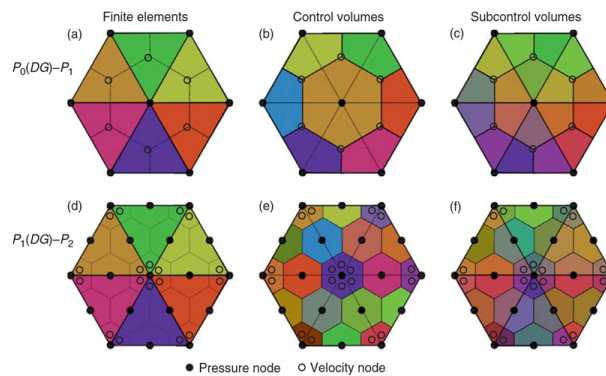 Finite elements
Control volumes
Subcontrol volumes
(a)
(b)
(c)
P₀(DG)–P₁
(d)
(e)
(f)
P₁(DG)–P₂
● Pressure node ○ Velocity node